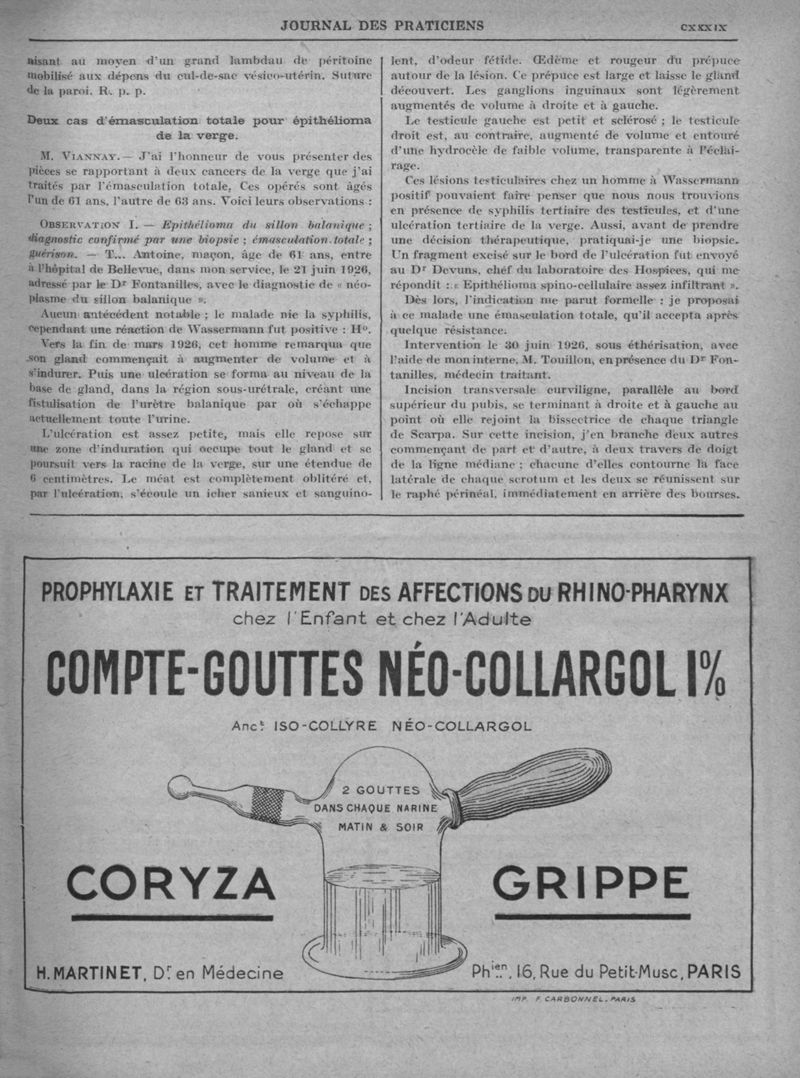 JOURNAL DES PRATICIENS
CXXXIX
nisant au moyen d'un grand lambdau de péritoine
mobilisé aux dépens du cul-de-sac vésico-utérin. Suture
de la paroi. R. p. p.
Deux cas d'émasculation totale pour épithélioma
de la verge.
M. VIANNAY. — J'ai l'honneur de vous présenter des
pièces se rapportant à deux cancers de la verge que j'ai
traités par l'émasculation totale, Ces opérés sont âgés
l'un de 61 ans, l'autre de 63 ans. Voici leurs observations :
OBSERVATION I. — Epithélioma du sillon balanique ;
diagnostic confirmé par une biopsie ; émasculation totale ;
guérison. — T... Antoine, maçon, âge de 61 ans, entre
à l'hôpital de Bellevue, dans mon service, le 21 juin 1926,
adressé par le Dr Fontanilles, avec le diagnostic de « néo-
plasme du sillon balanique ».
Aucun antécédent notable ; le malade nie la syphilis,
cependant une réaction de Wassermann fut positive : H°.
Vers la fin de mars 1926, cet homme remarqua que
son gland commençait à augmenter de volume et à
s'indurer. Puis une ulcération se forma au niveau de la
base de gland, dans la région sous-urétrale, créant une
fistulisation de l'urètre balanique par où s'échappe
actuellement toute l'urine.
L'ulcération est assez petite, mais elle repose sur
une zone d'induration qui occupe tout le gland et se
poursuit vers la racine de la verge, sur une étendue de
6 centimètres. Le méat est complètement oblitéré et,
par l'ulcération, s'écoule un icher sanieux et sanguino-
lent, d'odeur fétide. Œdème et rougeur du prépuce
autour de la lésion. Ce prépuce est large et laisse le gland
découvert. Les ganglions inguinaux sont légèrement
augmentés de volume à droite et à gauche.
Le testicule gauche est petit et sclérosé ; le testicule
droit est, au contraire, augmenté de volume et entouré
d'une hydrocèle de faible volume, transparente à l'éclai-
rage.
Ces lésions testiculaires chez un homme à Wassermann
positif pouvaient faire penser que nous nous trouvions
en présence de syphilis tertiaire des testicules, et d'une
ulcération tertiaire de la verge. Aussi, avant de prendre
une décision thérapeutique, pratiquai-je une biopsie.
Un fragment excisé sur le bord de l'ulcération fut envoyé
au Dr Devuns, chef du laboratoire des Hospices, qui me
répondit : « Epithélioma spino-cellulaire assez infiltrant ».
Dès lors, l'indication me parut formelle : je proposai
à ce malade une émasculation totale, qu'il accepta après
quelque résistance.
Intervention le 30 juin 1926, sous éthérisation, avec
l'aide de mon interne, M. Touillon, en présence du Dr Fon-
tanilles, médecin traitant.
Incision transversale curviligne, parallèle au bord
supérieur du pubis, se terminant à droite et à gauche au
point où elle rejoint la bissectrice de chaque triangle
de Scarpa. Sur cette incision, j'en branche deux autres
commençant de part et d'autre, à deux travers de doigt
de la ligne médiane ; chacune d'elles contourne la face
latérale de chaque scrotum et les deux se réunissent sur
le raphé périnéal, immédiatement en arrière des bourses.
PROPHYLAXIE ET TRAITEMENT DES AFFECTIONS DU RHINO-PHARYNX
chez l'Enfant et chez l'Adulte
COMPTE-GOUTTES NÉO-COLLARGOL 1%
Anct ISO-COLLYRE NÉO-COLLARGOL
2 GOUTTES
DANS CHAQUE NARINE
MATIN & SOIR
CORYZA
GRIPPE
H. MARTINET, Dr en Médecine
Phien. 16, Rue du Petit-Musc, PARIS
IMP. F. CARBONNEL. PARIS